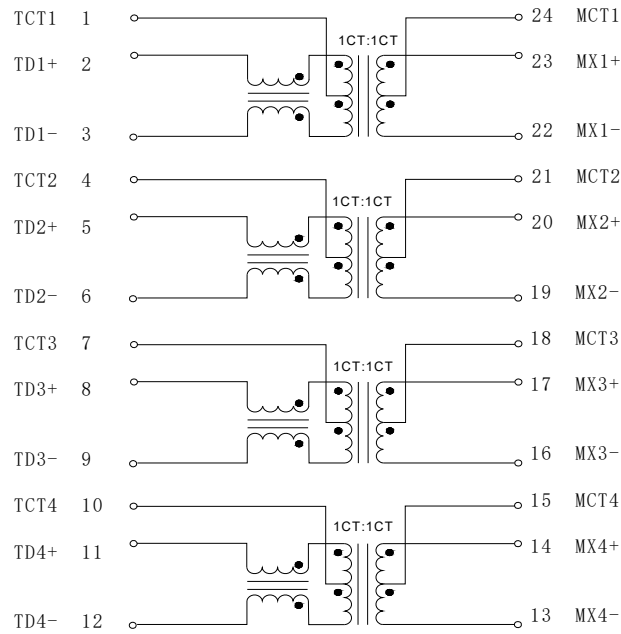 TCT1 1 24 MCT1
1CT:1CT
TD1+ 2 23 MX1+
TD1- 3 22 MX1-
TCT2 4 21 MCT2
1CT:1CT
TD2+ 5 20 MX2+
TD2- 6 19 MX2-
TCT3 7 18 MCT3
1CT:1CT
TD3+ 8 17 MX3+
TD3- 9 16 MX3-
TCT4 10 15 MCT4
1CT:1CT
TD4+ 11 14 MX4+
TD4- 12 13 MX4-